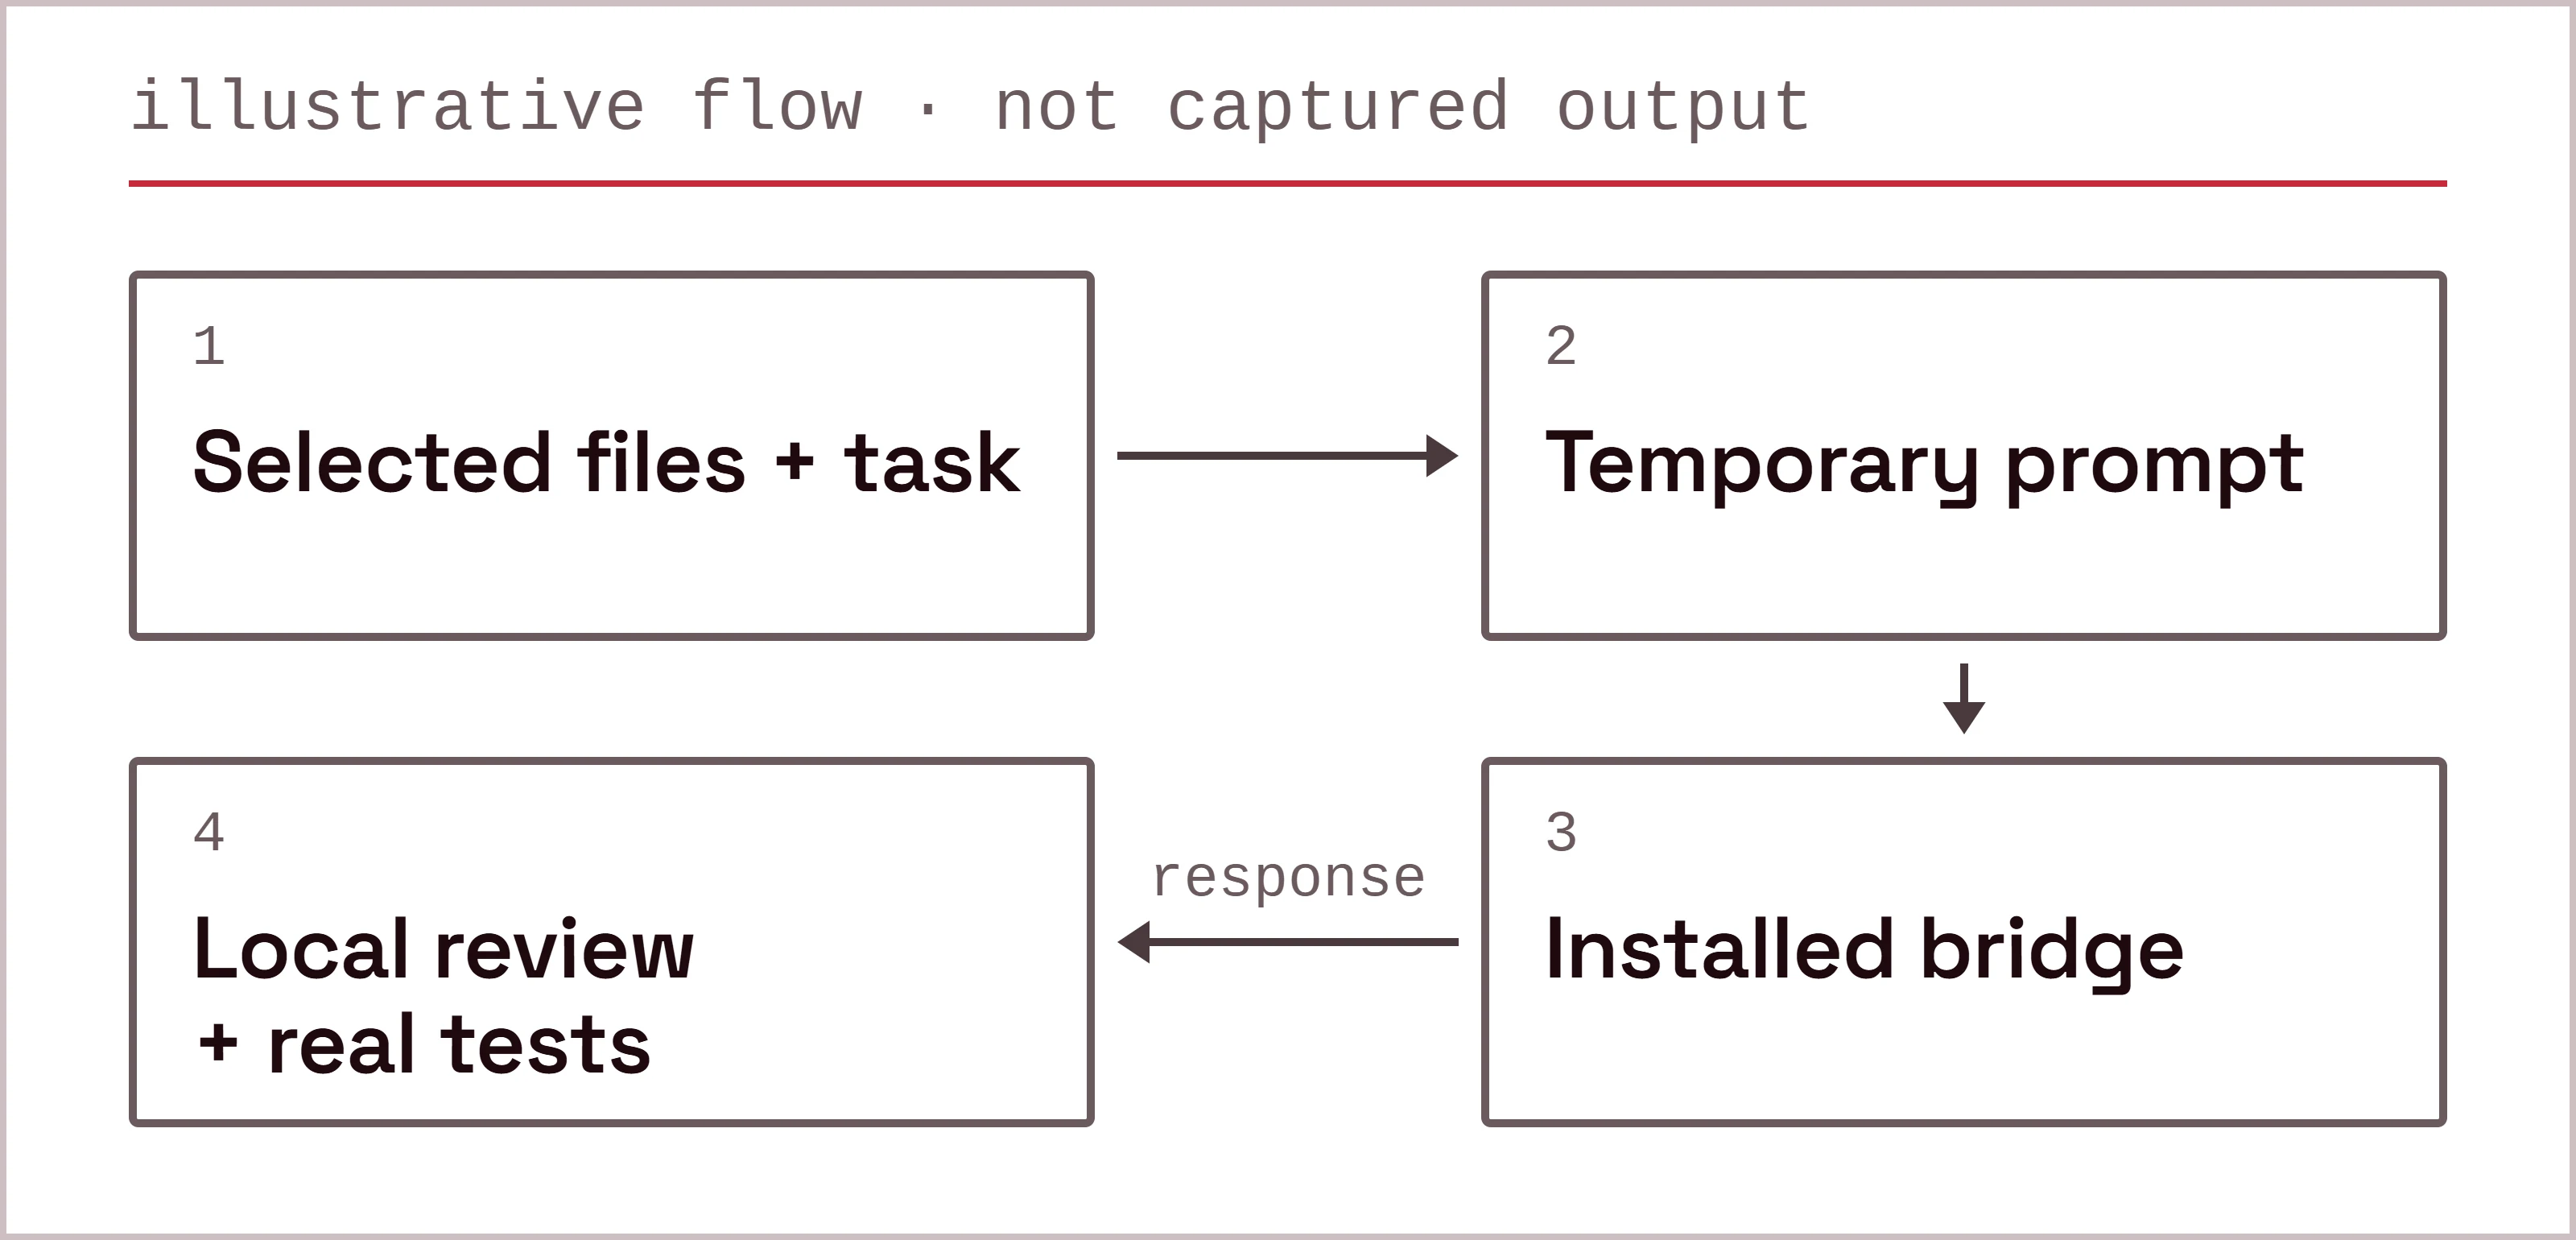 illustrative flow · not captured output
1
Selected files + task
2
Temporary prompt
3
Installed bridge
response
4
Local review
+ real tests